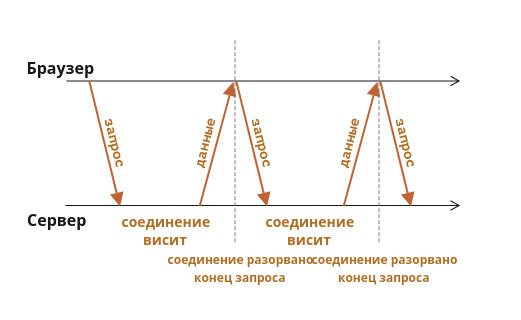 Браузер
запрос
данные
запрос
данные
запрос
Сервер
соединение
висит
соединение
висит
соединение разорвано
конец запроса
соединение разорвано
конец запроса